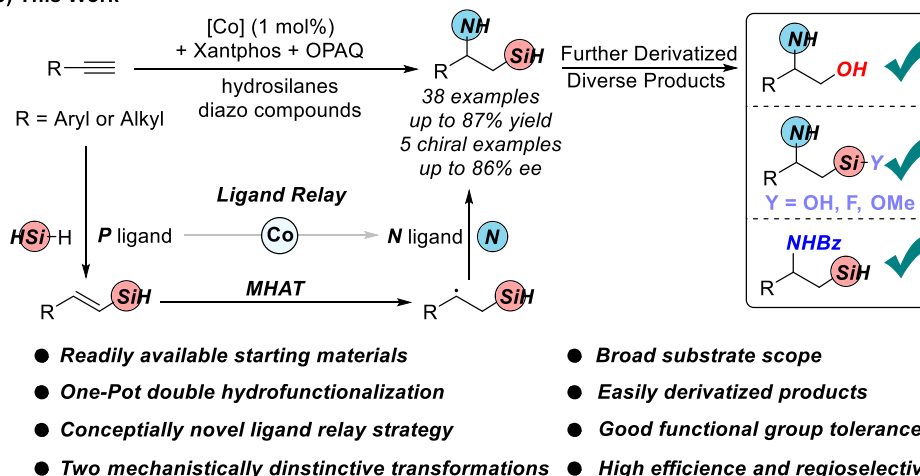 ) This Work
[Co] (1 mol%)
+ Xantphos + OPAQ
hydrosilanes
diazo compounds
R
R = Aryl or Alkyl
NH
SiH
R
38 examples
up to 87% yield
5 chiral examples
up to 86% ee
Further Derivatized
Diverse Products
NH
R
OH
NH
R
Si-Y
Y = OH, F, OMe
NHBz
R
SiH
HSi-H
P ligand
Ligand Relay
Co
N ligand
N
R
SiH
MHAT
R
SiH
Readily available starting materials
One-Pot double hydrofunctionalization
Conceptially novel ligand relay strategy
Two mechanistically dinstinctive transformations
Broad substrate scope
Easily derivatized products
Good functional group tolerance
High efficience and regioselectiv